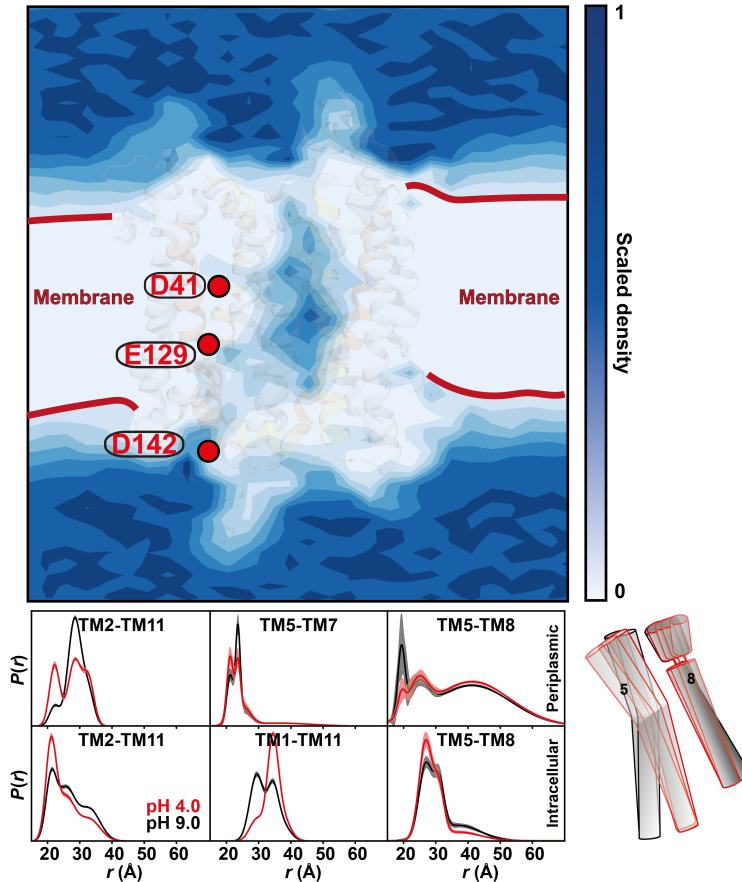 1
D41
Membrane
Membrane
E129
D142
Scaled density
0
TM2-TM11
TM5-TM7
TM5-TM8
P(r)
Periplasmic
5
8
TM2-TM11
TM1-TM11
TM5-TM8
P(r)
pH 4.0
pH 9.0
Intracellular
20 30 40 50 60
20 30 40 50 60
20 30 40 50 60
r (Å)
r (Å)
r (Å)